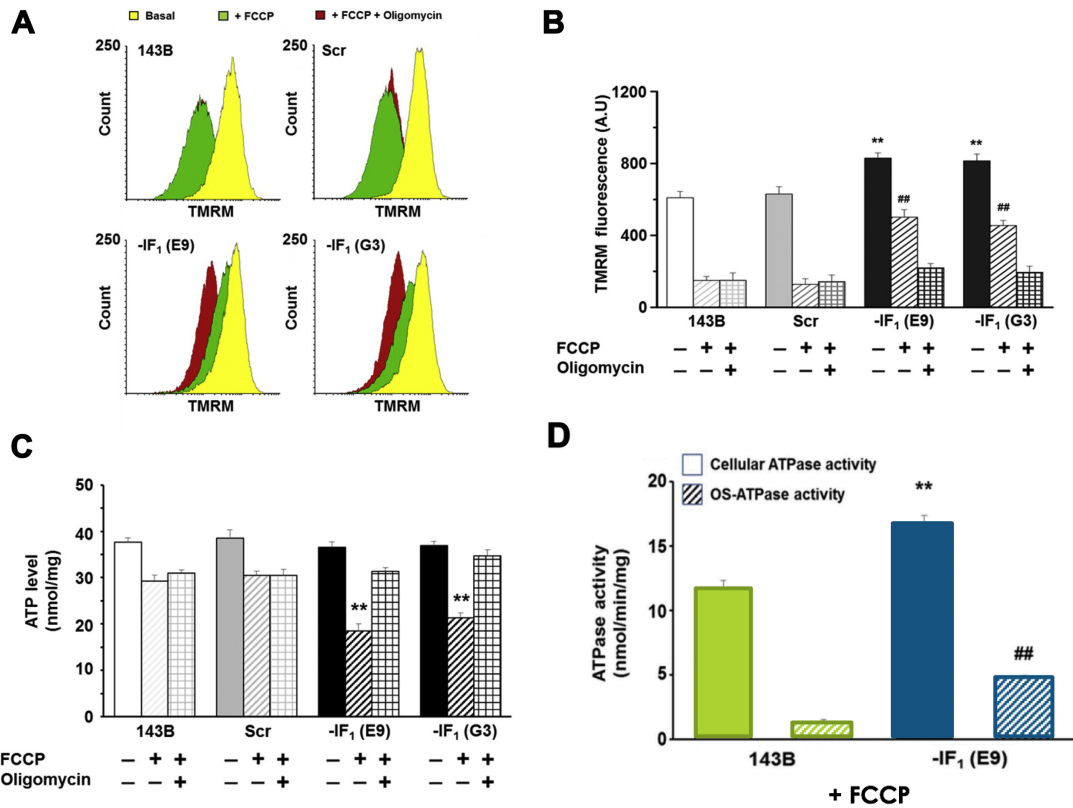 A
Basal
+ FCCP
+ FCCP + Oligomycin
250
143B
Count
TMRM
250
Scr
Count
TMRM
250
-IF₁ (E9)
Count
TMRM
250
-IF₁ (G3)
Count
TMRM
B
TMRM fluorescence (A.U)
1200
800
400
0
** ## ** ##
143B Scr -IF₁ (E9) -IF₁ (G3)
FCCP − + + − + + − + + − + +
Oligomycin − − + − − + − − + − − +
C
ATP level
(nmol/mg)
50
40
30
20
10
0
** **
143B Scr -IF₁ (E9) -IF₁ (G3)
FCCP − + + − + + − + + − + +
Oligomycin − − + − − + − − + − − +
D
Cellular ATPase activity
OS-ATPase activity
ATPase activity
(nmol/min/mg)
20
15
10
5
0
**
##
143B -IF₁ (E9)
+ FCCP